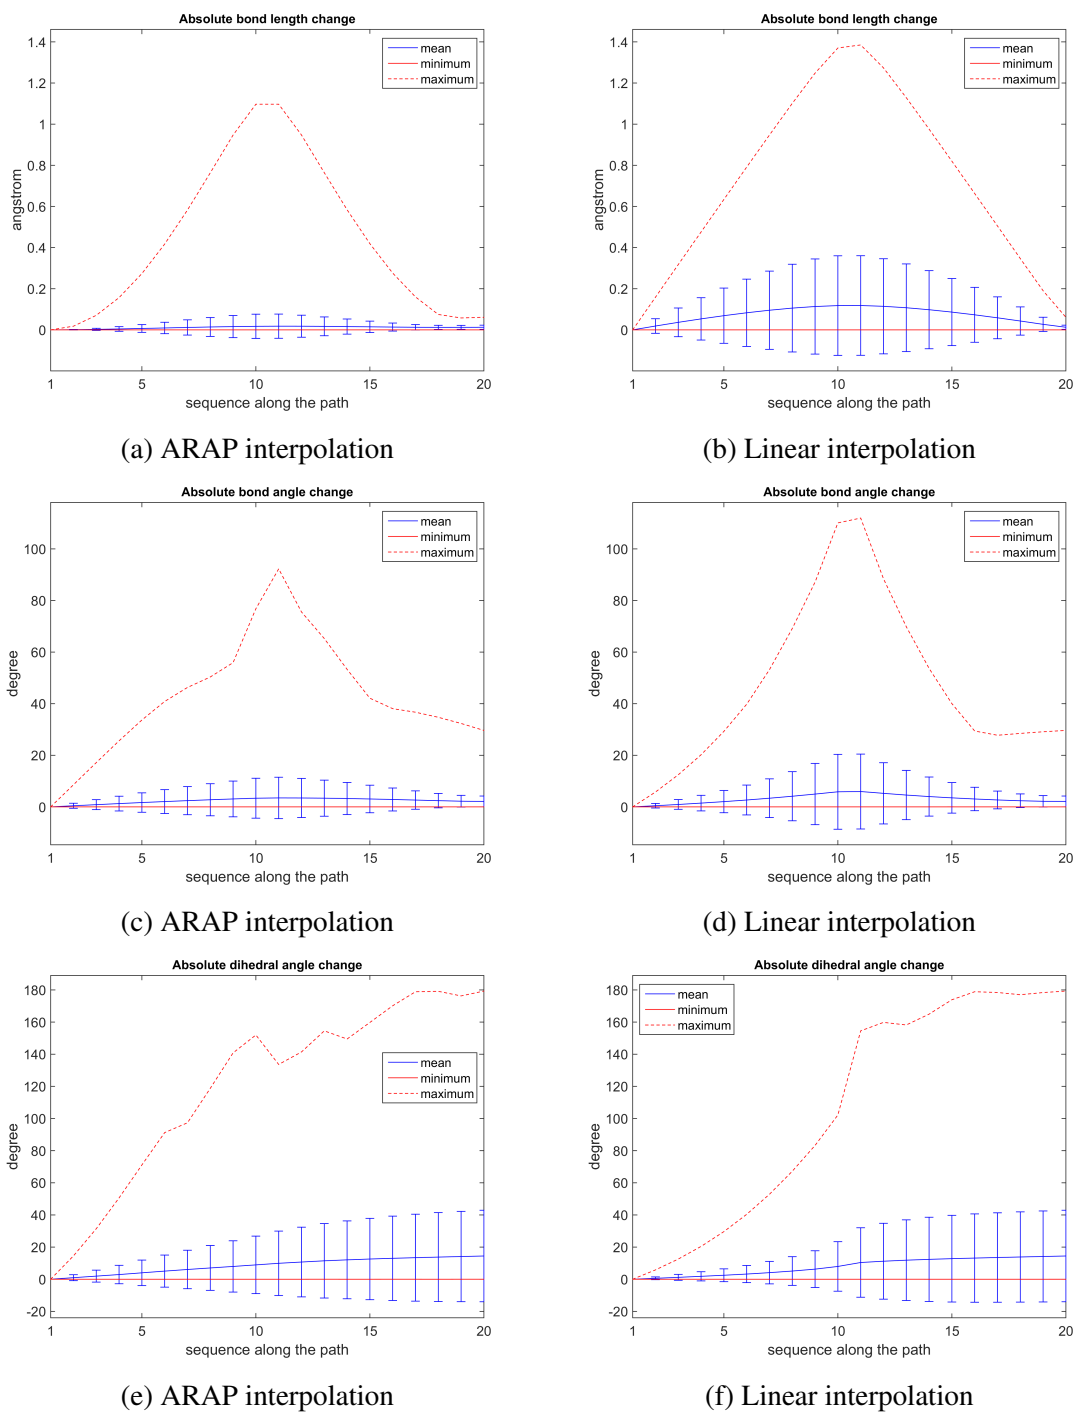 Absolute bond length change
1.4
1.2
1
0.8
0.6
0.4
0.2
0
angstrom
mean
minimum
maximum
1 5 10 15 20
sequence along the path
(a) ARAP interpolation
Absolute bond length change
1.4
1.2
1
0.8
0.6
0.4
0.2
0
angstrom
mean
minimum
maximum
1 5 10 15 20
sequence along the path
(b) Linear interpolation
Absolute bond angle change
100
80
60
40
20
0
degree
mean
minimum
maximum
1 5 10 15 20
sequence along the path
(c) ARAP interpolation
Absolute bond angle change
100
80
60
40
20
0
degree
mean
minimum
maximum
1 5 10 15 20
sequence along the path
(d) Linear interpolation
Absolute dihedral angle change
180
160
140
120
100
80
60
40
20
0
-20
degree
mean
minimum
maximum
1 5 10 15 20
sequence along the path
(e) ARAP interpolation
Absolute dihedral angle change
180
160
140
120
100
80
60
40
20
0
-20
degree
mean
minimum
maximum
1 5 10 15 20
sequence along the path
(f) Linear interpolation